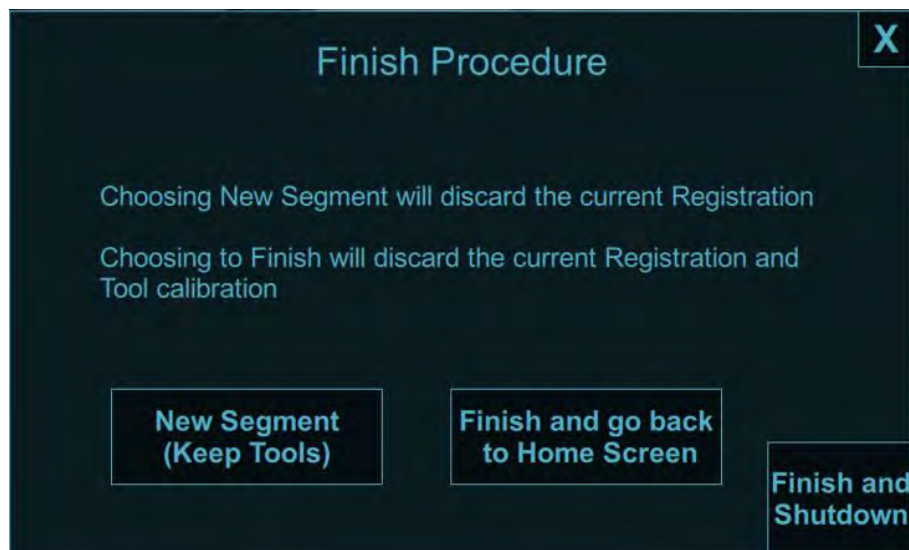 Finish Procedure
X
Choosing New Segment will discard the current Registration
Choosing to Finish will discard the current Registration and
Tool calibration
New Segment
(Keep Tools)
Finish and go back
to Home Screen
Finish and
Shutdown